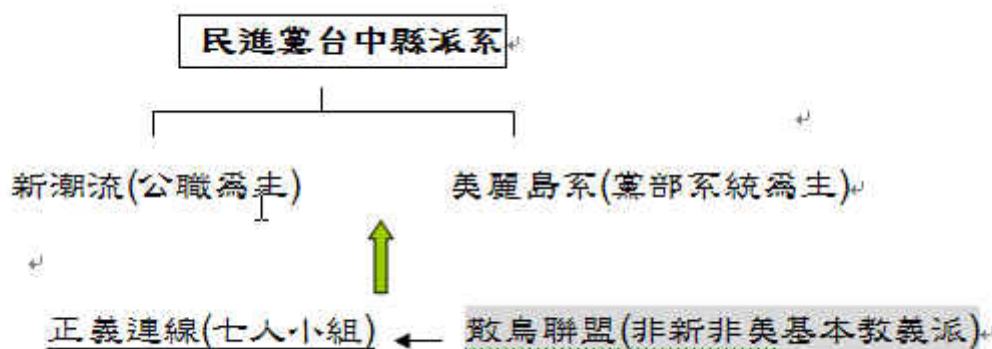 民進黨台中縣派系
新潮流(公職為主) 美麗島系(黨部系統為主)
正義連線(七人小組) 散鳥聯盟(非新非美基本教義派)